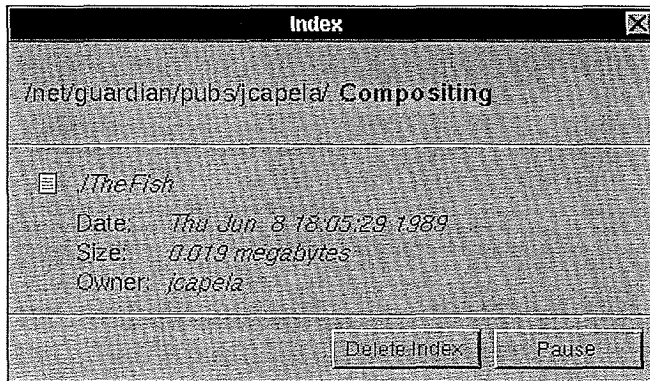 Index
/net/guardian/pubs/jcapela/ Compositing
./TheFish
Date: Thu Jun 8 18:05:29 1989
Size: 0.019 megabytes
Owner: jcapela
Delete Index Pause